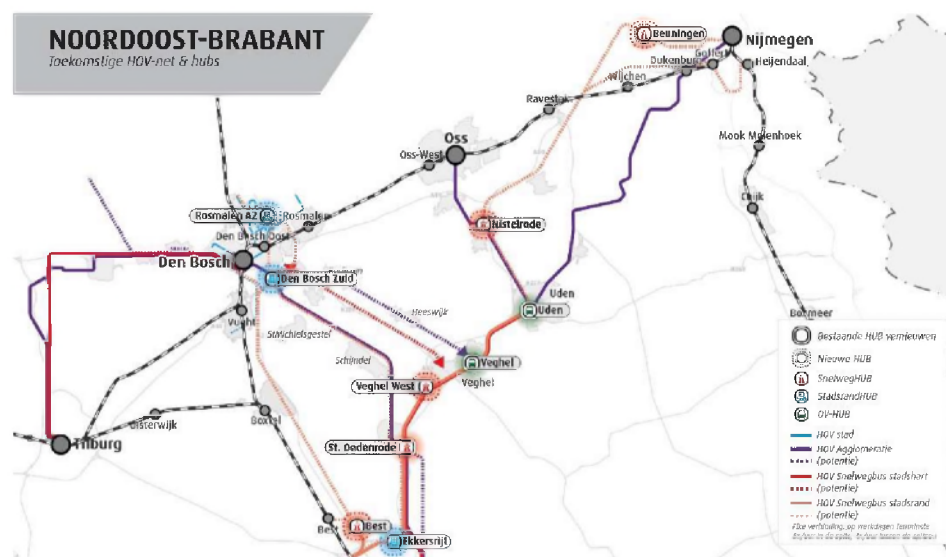 NOORDOOST-BRABANT
Toekomstige HOV-net & hubs
Beuningen
Nijmegen
Goffert
Dukenburg
Heijendaal
Wijchen
Ravestein
Oss
Mook Molenhoek
Oss-West
Cuijk
Rosmalen A2
Rosmalen
Nistelrode
Den Bosch Oost
Den Bosch
Den Bosch Zuid
Uden
Uden
Heeswijk
Vught
St Michielsgestel
Boxmeer
Schijndel
Veghel
Veghel
Veghel West
Oisterwijk
Boxtel
Tilburg
St. Oedenrode
Best
Best
Ekkersrijt
Bestaande HUB vernieuwen
Nieuwe HUB
SnelwegHUB
StadsrandHUB
OV-HUB
HOV stad
HOV Agglomeratie
(potentie)
HOV Snelwegbus stadshart
(potentie)
HOV Snelwegbus stadsrand
(potentie)